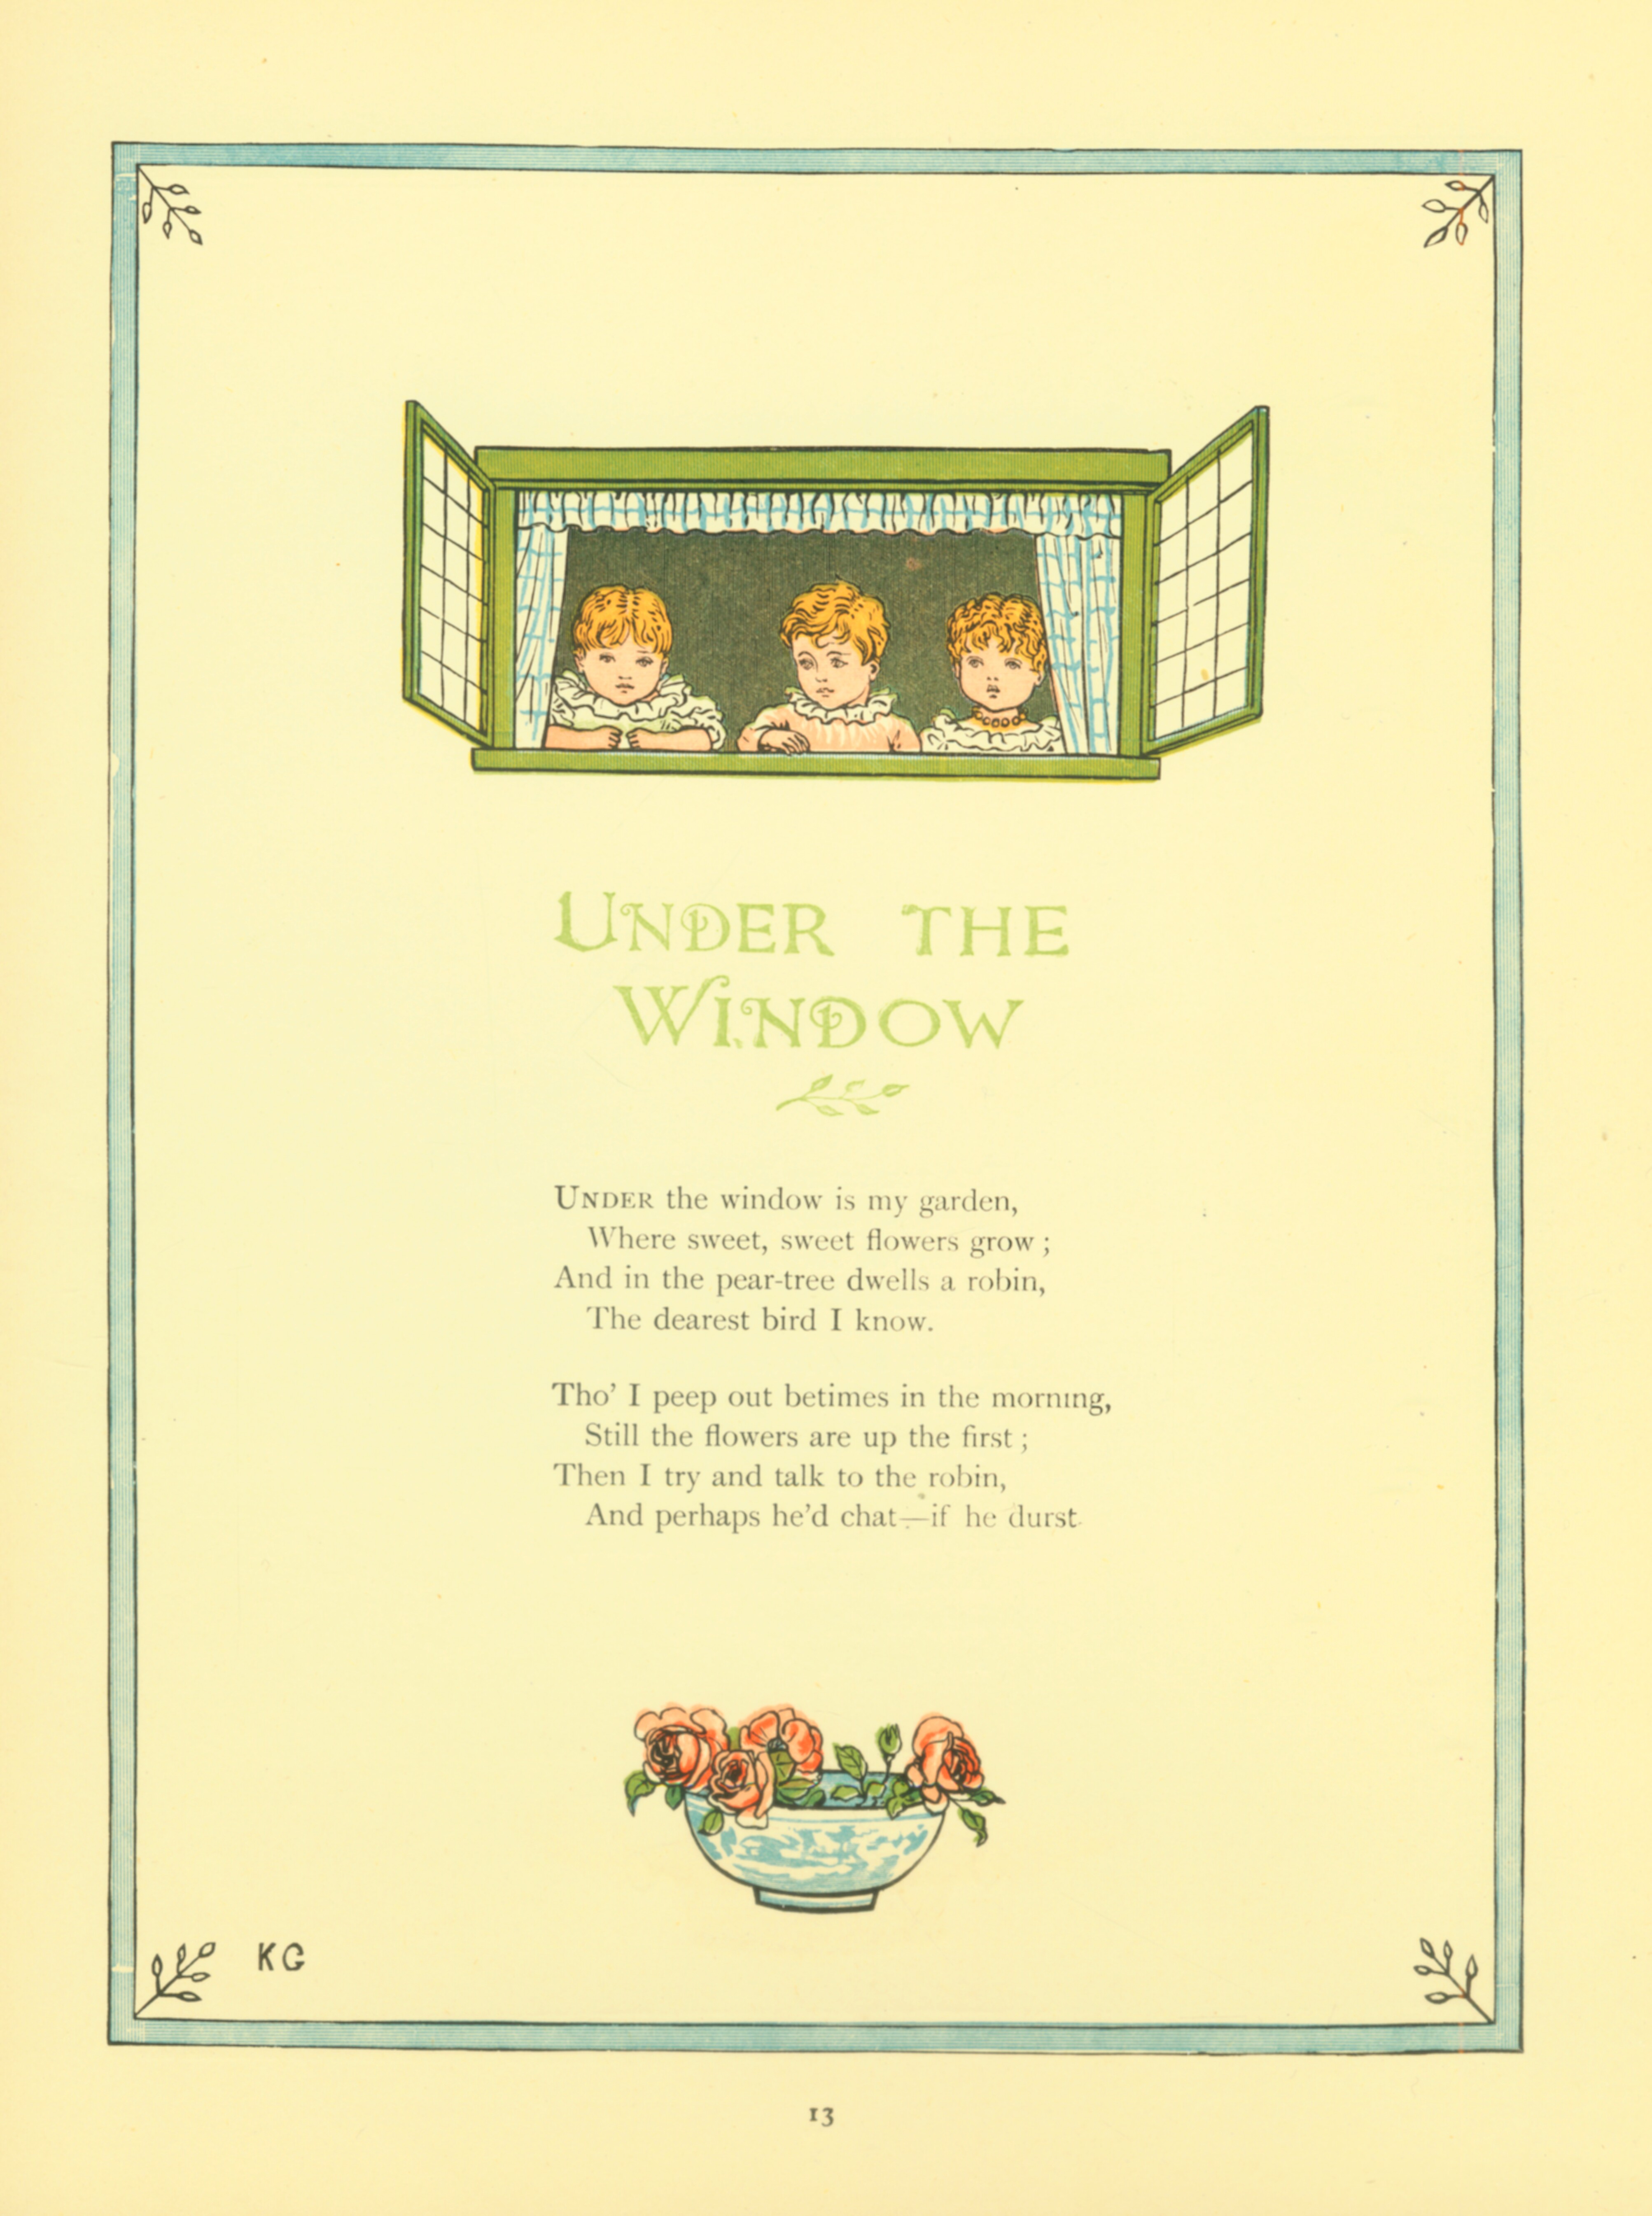 UNDER THE
WINDOW
UNDER the window is my garden,
Where sweet, sweet flowers grow;
And in the pear-tree dwells a robin,
The dearest bird I know.
Tho' I peep out betimes in the morning,
Still the flowers are up the first;
Then I try and talk to the robin,
And perhaps he'd chat—if he durst
KG
13